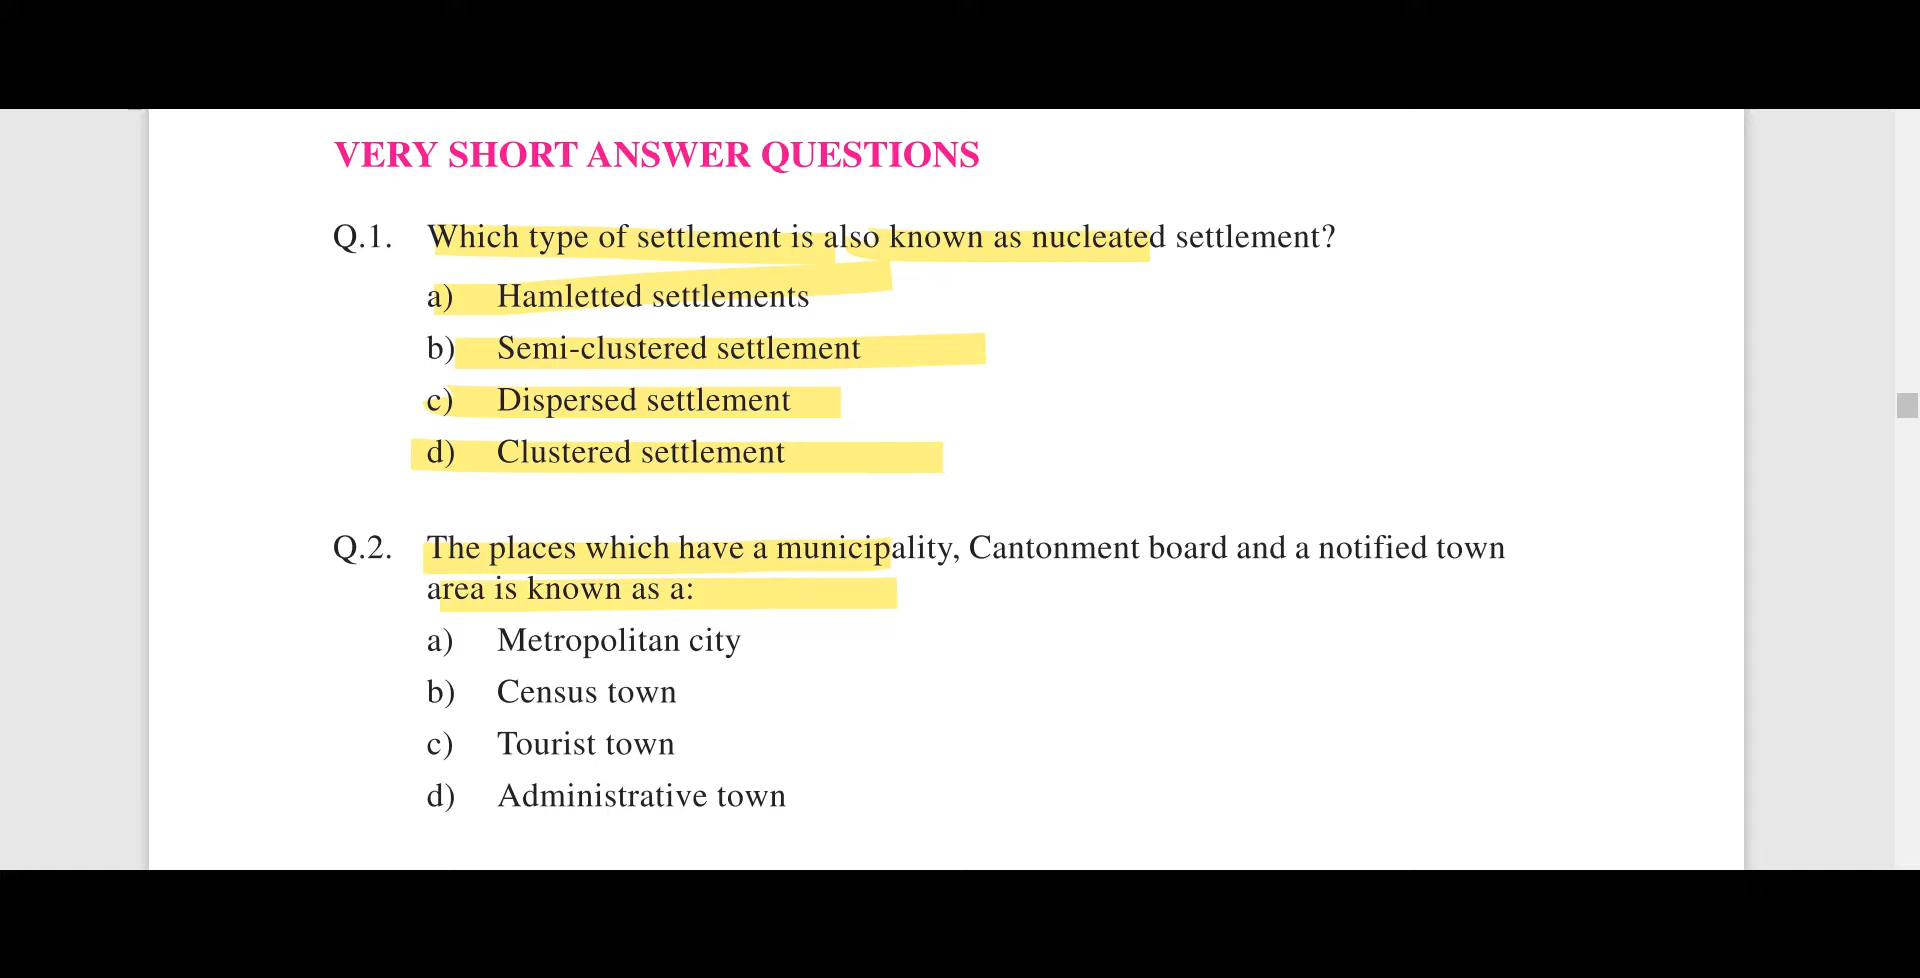 VERY SHORT ANSWER QUESTIONS
Q.1. Which type of settlement is also known as nucleated settlement?
a) Hamletted settlements
b) Semi-clustered settlement
c) Dispersed settlement
d) Clustered settlement
Q.2. The places which have a municipality, Cantonment board and a notified town
area is known as a:
a) Metropolitan city
b) Census town
c) Tourist town
d) Administrative town